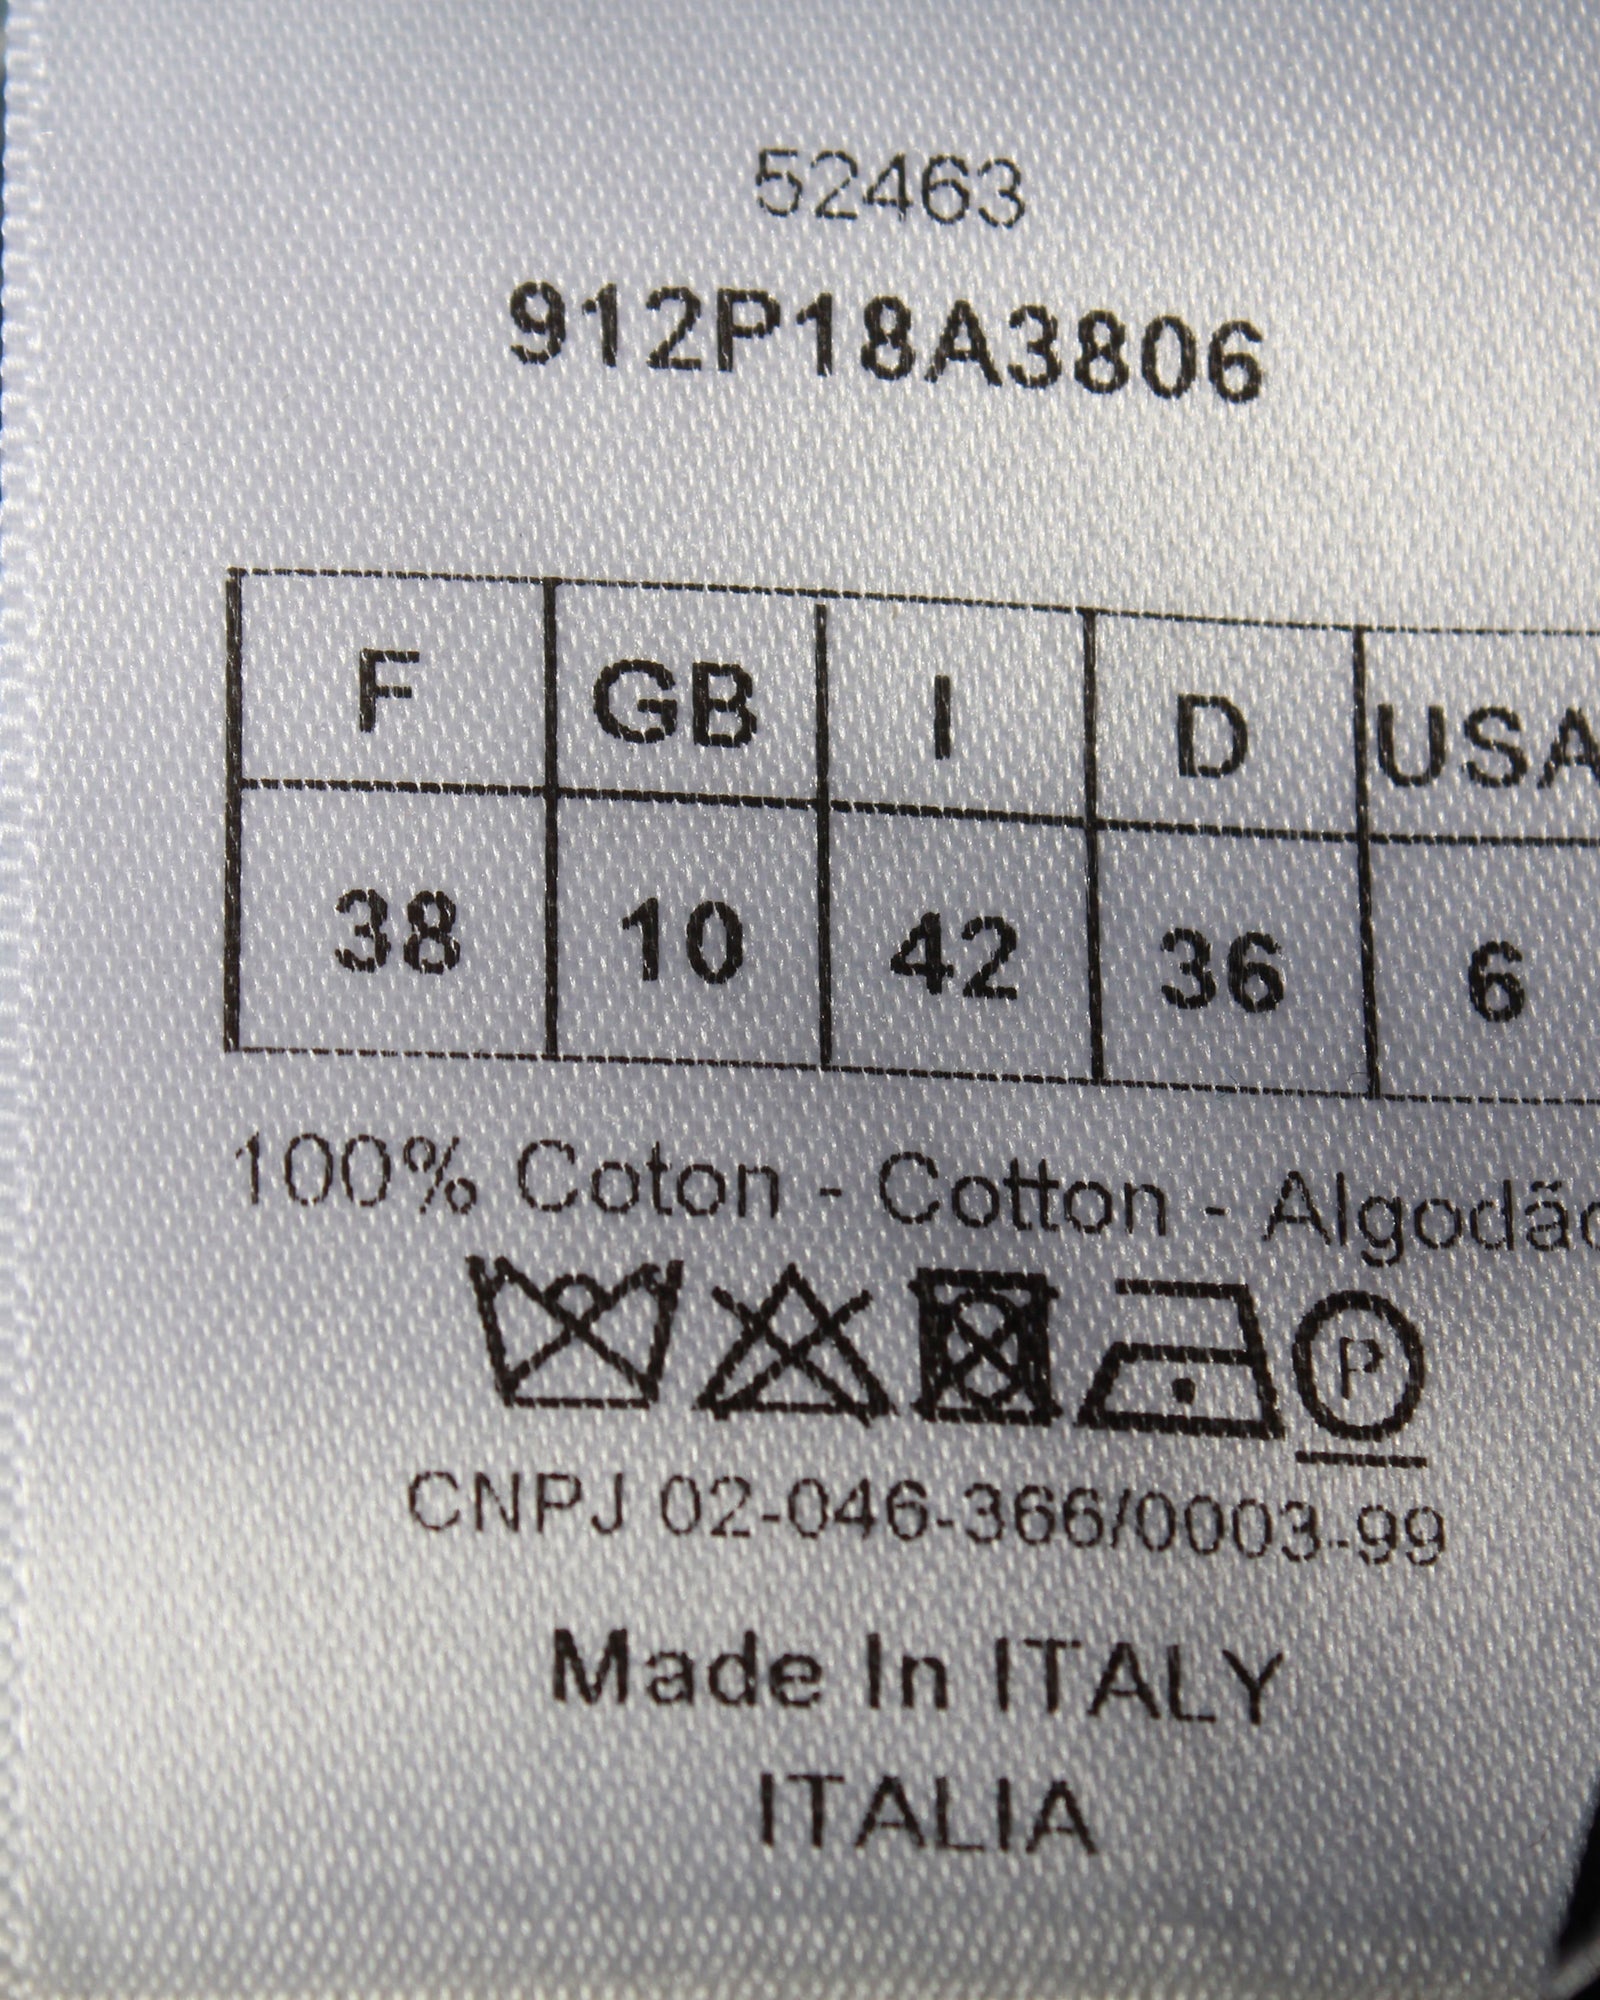 52463
912P18A3806
F GB I D USA
38 10 42 36 6
100% Coton - Cotton - Algodão
P
CNPJ 02-046-366/0003-99
Made In ITALY
ITALIA